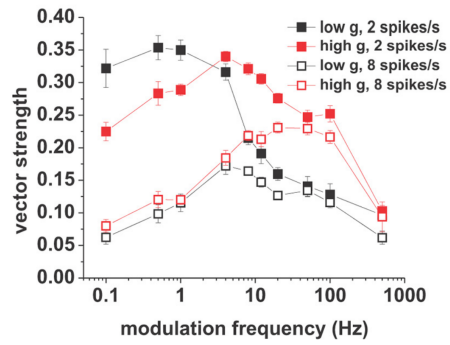 low g, 2 spikes/s
high g, 2 spikes/s
low g, 8 spikes/s
high g, 8 spikes/s
0.40
0.35
0.30
0.25
0.20
0.15
0.10
0.05
0.00
vector strength
0.1 1 10 100 1000
modulation frequency (Hz)